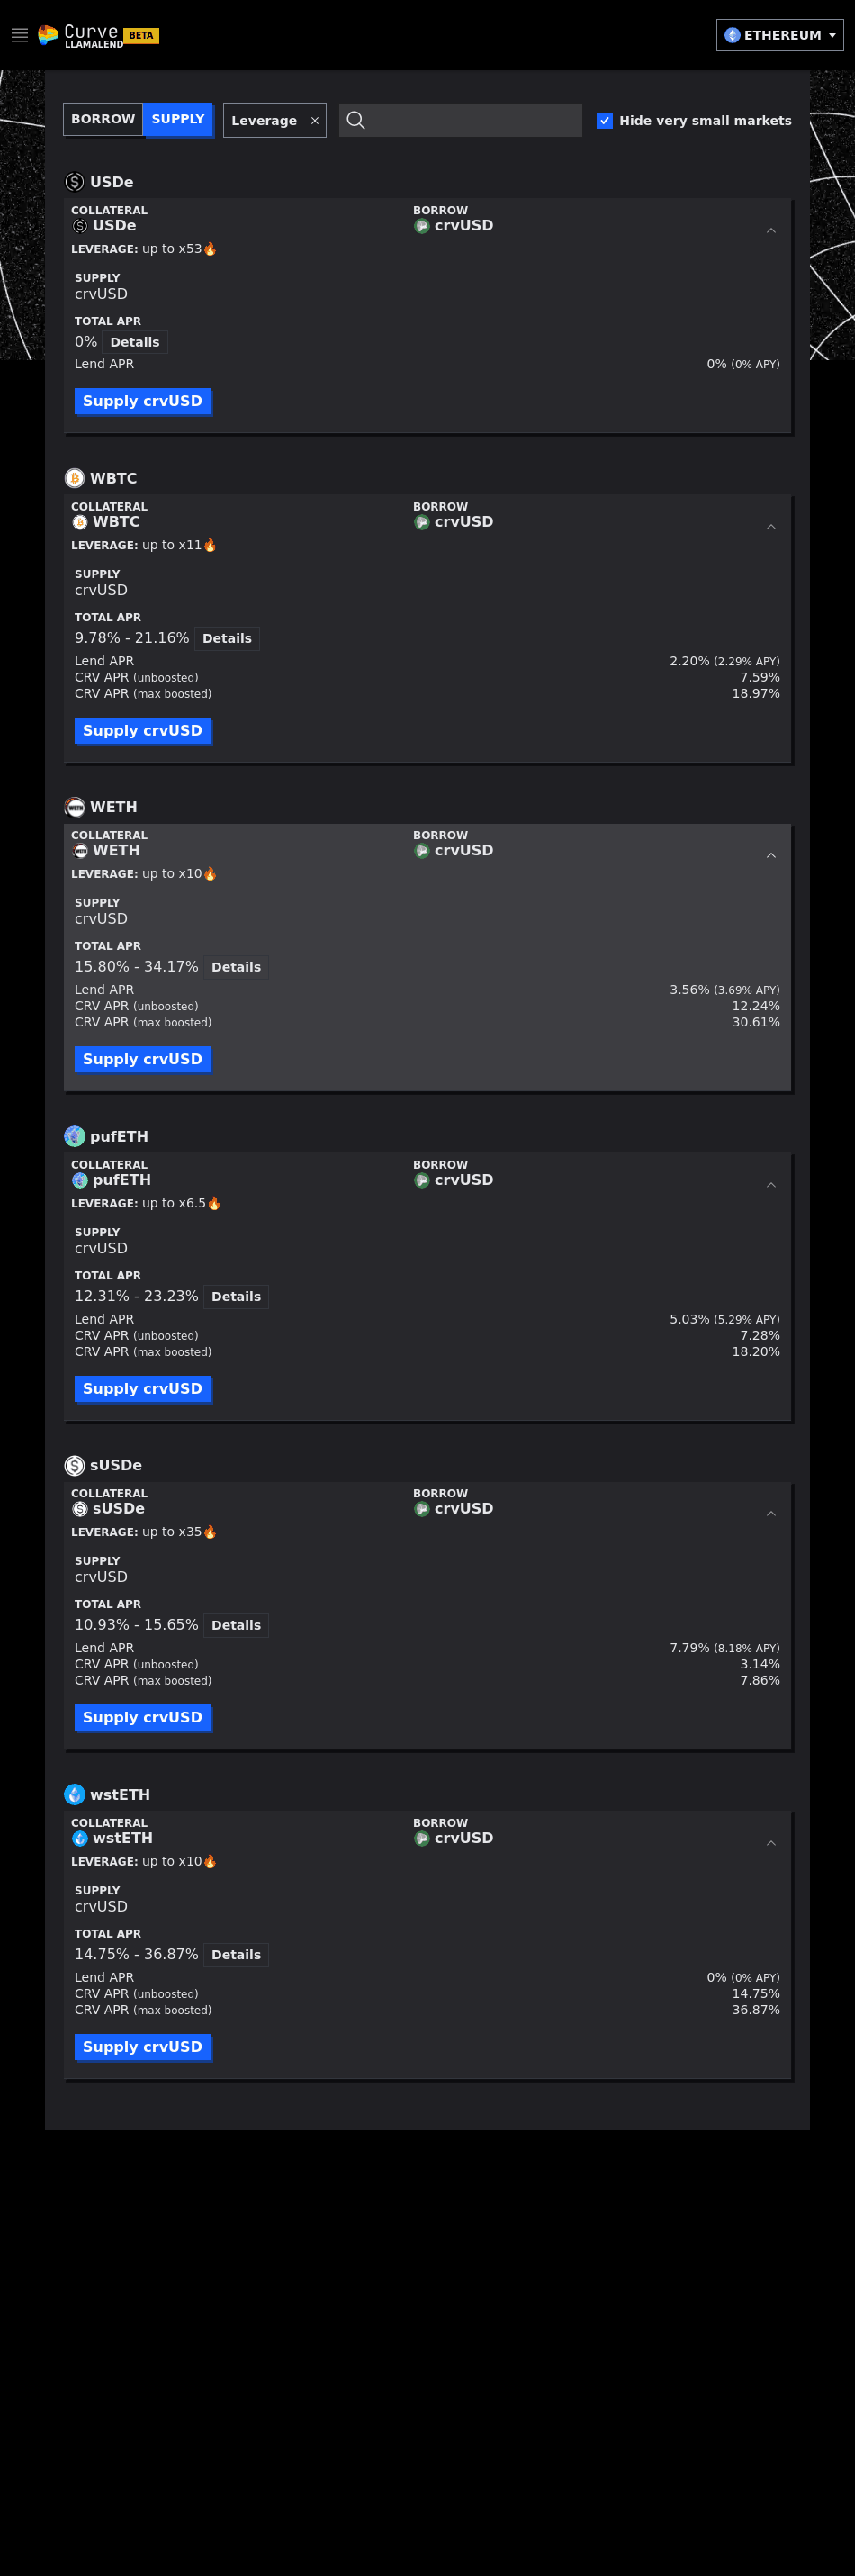 Curve
LLAMALEND BETA
ETHEREUM
BORROW SUPPLY Leverage × Hide very small markets
USDe
COLLATERAL BORROW
USDe crvUSD
LEVERAGE: up to x53🔥
SUPPLY
crvUSD
TOTAL APR
0% Details
Lend APR 0% (0% APY)
Supply crvUSD
WBTC
COLLATERAL BORROW
WBTC crvUSD
LEVERAGE: up to x11🔥
SUPPLY
crvUSD
TOTAL APR
9.78% - 21.16% Details
Lend APR 2.20% (2.29% APY)
CRV APR (unboosted) 7.59%
CRV APR (max boosted) 18.97%
Supply crvUSD
WETH
COLLATERAL BORROW
WETH crvUSD
LEVERAGE: up to x10🔥
SUPPLY
crvUSD
TOTAL APR
15.80% - 34.17% Details
Lend APR 3.56% (3.69% APY)
CRV APR (unboosted) 12.24%
CRV APR (max boosted) 30.61%
Supply crvUSD
pufETH
COLLATERAL BORROW
pufETH crvUSD
LEVERAGE: up to x6.5🔥
SUPPLY
crvUSD
TOTAL APR
12.31% - 23.23% Details
Lend APR 5.03% (5.29% APY)
CRV APR (unboosted) 7.28%
CRV APR (max boosted) 18.20%
Supply crvUSD
sUSDe
COLLATERAL BORROW
sUSDe crvUSD
LEVERAGE: up to x35🔥
SUPPLY
crvUSD
TOTAL APR
10.93% - 15.65% Details
Lend APR 7.79% (8.18% APY)
CRV APR (unboosted) 3.14%
CRV APR (max boosted) 7.86%
Supply crvUSD
wstETH
COLLATERAL BORROW
wstETH crvUSD
LEVERAGE: up to x10🔥
SUPPLY
crvUSD
TOTAL APR
14.75% - 36.87% Details
Lend APR 0% (0% APY)
CRV APR (unboosted) 14.75%
CRV APR (max boosted) 36.87%
Supply crvUSD